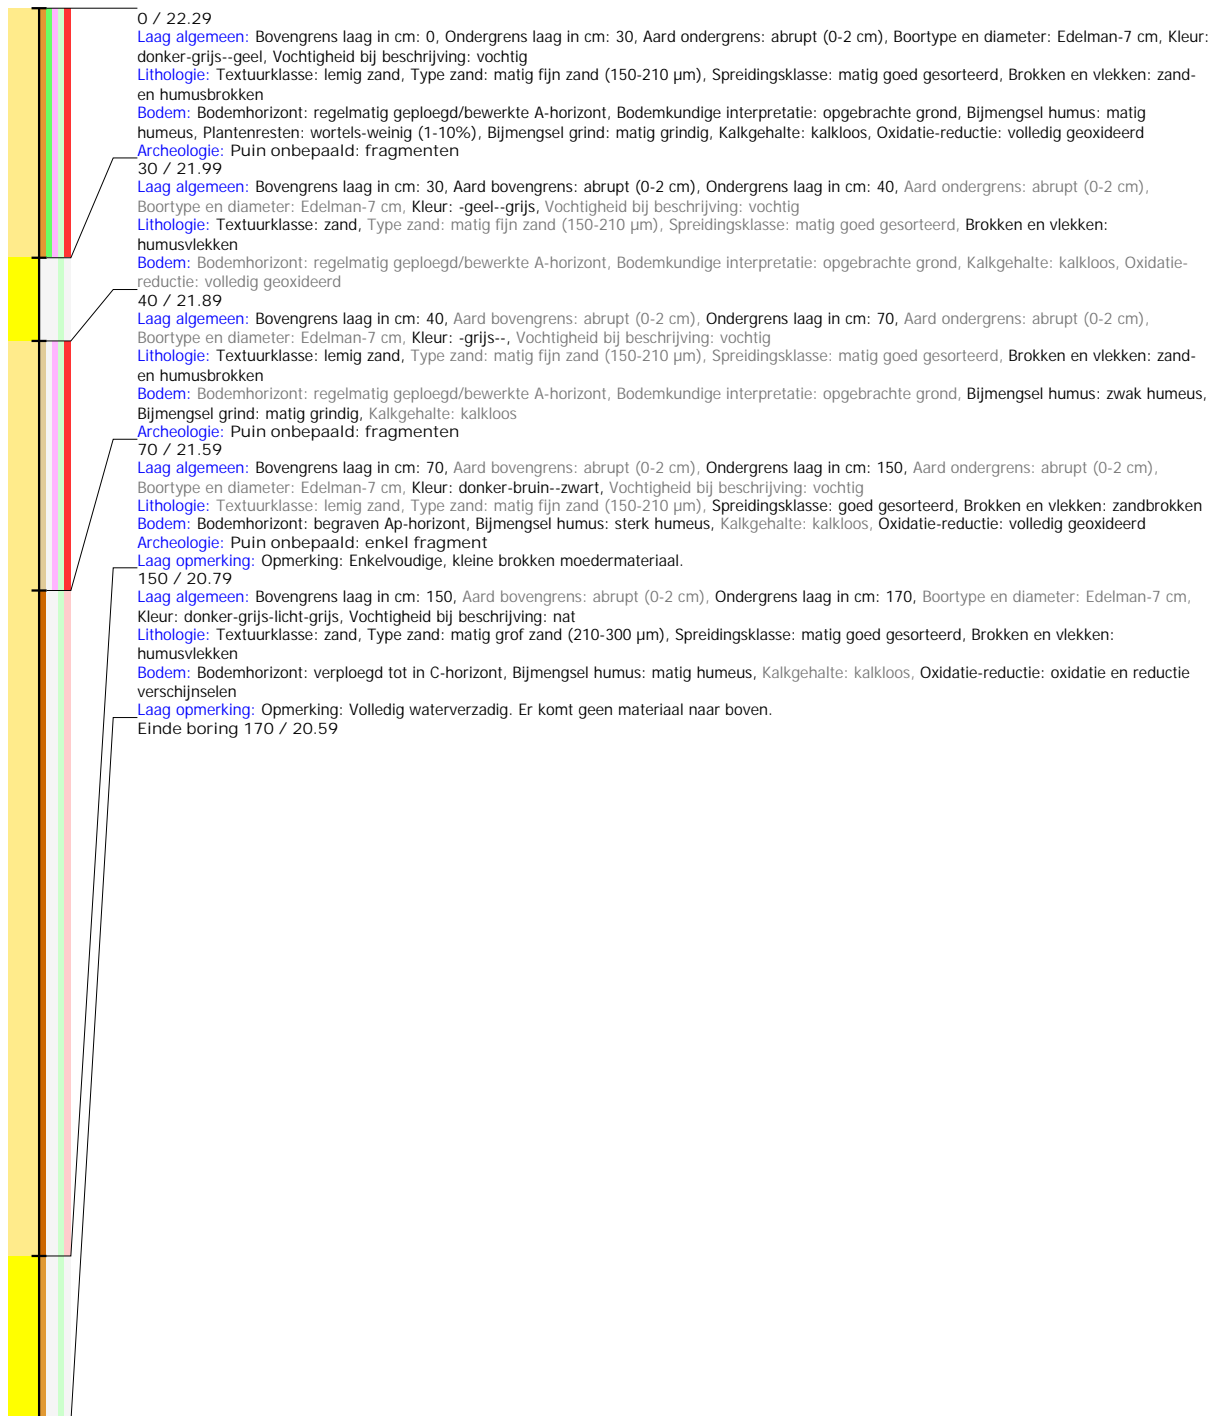 0 / 22.29
Laag algemeen: Bovengrens laag in cm: 0, Ondergrens laag in cm: 30, Aard ondergrens: abrupt (0-2 cm), Boortype en diameter: Edelman-7 cm, Kleur:
donker-grijs--geel, Vochtigheid bij beschrijving: vochtig
Lithologie: Textuurklasse: lemig zand, Type zand: matig fijn zand (150-210 µm), Spreidingsklasse: matig goed gesorteerd, Brokken en vlekken: zand-
en humusbrokken
Bodem: Bodemhorizont: regelmatig geploegd/bewerkte A-horizont, Bodemkundige interpretatie: opgebrachte grond, Bijmengsel humus: matig
humeus, Plantenresten: wortels-weinig (1-10%), Bijmengsel grind: matig grindig, Kalkgehalte: kalkloos, Oxidatie-reductie: volledig geoxideerd
Archeologie: Puin onbepaald: fragmenten
30 / 21.99
Laag algemeen: Bovengrens laag in cm: 30, Aard bovengrens: abrupt (0-2 cm), Ondergrens laag in cm: 40, Aard ondergrens: abrupt (0-2 cm),
Boortype en diameter: Edelman-7 cm, Kleur: -geel--grijs, Vochtigheid bij beschrijving: vochtig
Lithologie: Textuurklasse: zand, Type zand: matig fijn zand (150-210 µm), Spreidingsklasse: matig goed gesorteerd, Brokken en vlekken:
humusvlekken
Bodem: Bodemhorizont: regelmatig geploegd/bewerkte A-horizont, Bodemkundige interpretatie: opgebrachte grond, Kalkgehalte: kalkloos, Oxidatie-
reductie: volledig geoxideerd
40 / 21.89
Laag algemeen: Bovengrens laag in cm: 40, Aard bovengrens: abrupt (0-2 cm), Ondergrens laag in cm: 70, Aard ondergrens: abrupt (0-2 cm),
Boortype en diameter: Edelman-7 cm, Kleur: -grijs--, Vochtigheid bij beschrijving: vochtig
Lithologie: Textuurklasse: lemig zand, Type zand: matig fijn zand (150-210 µm), Spreidingsklasse: matig goed gesorteerd, Brokken en vlekken: zand-
en humusbrokken
Bodem: Bodemhorizont: regelmatig geploegd/bewerkte A-horizont, Bodemkundige interpretatie: opgebrachte grond, Bijmengsel humus: zwak humeus,
Bijmengsel grind: matig grindig, Kalkgehalte: kalkloos
Archeologie: Puin onbepaald: fragmenten
70 / 21.59
Laag algemeen: Bovengrens laag in cm: 70, Aard bovengrens: abrupt (0-2 cm), Ondergrens laag in cm: 150, Aard ondergrens: abrupt (0-2 cm),
Boortype en diameter: Edelman-7 cm, Kleur: donker-bruin--zwart, Vochtigheid bij beschrijving: vochtig
Lithologie: Textuurklasse: lemig zand, Type zand: matig fijn zand (150-210 µm), Spreidingsklasse: goed gesorteerd, Brokken en vlekken: zandbrokken
Bodem: Bodemhorizont: begraven Ap-horizont, Bijmengsel humus: sterk humeus, Kalkgehalte: kalkloos, Oxidatie-reductie: volledig geoxideerd
Archeologie: Puin onbepaald: enkel fragment
Laag opmerking: Opmerking: Enkelvoudige, kleine brokken moedermateriaal.
150 / 20.79
Laag algemeen: Bovengrens laag in cm: 150, Aard bovengrens: abrupt (0-2 cm), Ondergrens laag in cm: 170, Boortype en diameter: Edelman-7 cm,
Kleur: donker-grijs-licht-grijs, Vochtigheid bij beschrijving: nat
Lithologie: Textuurklasse: zand, Type zand: matig grof zand (210-300 µm), Spreidingsklasse: matig goed gesorteerd, Brokken en vlekken:
humusvlekken
Bodem: Bodemhorizont: verploegd tot in C-horizont, Bijmengsel humus: matig humeus, Kalkgehalte: kalkloos, Oxidatie-reductie: oxidatie en reductie
verschijnselen
Laag opmerking: Opmerking: Volledig waterverzadig. Er komt geen materiaal naar boven.
Einde boring 170 / 20.59